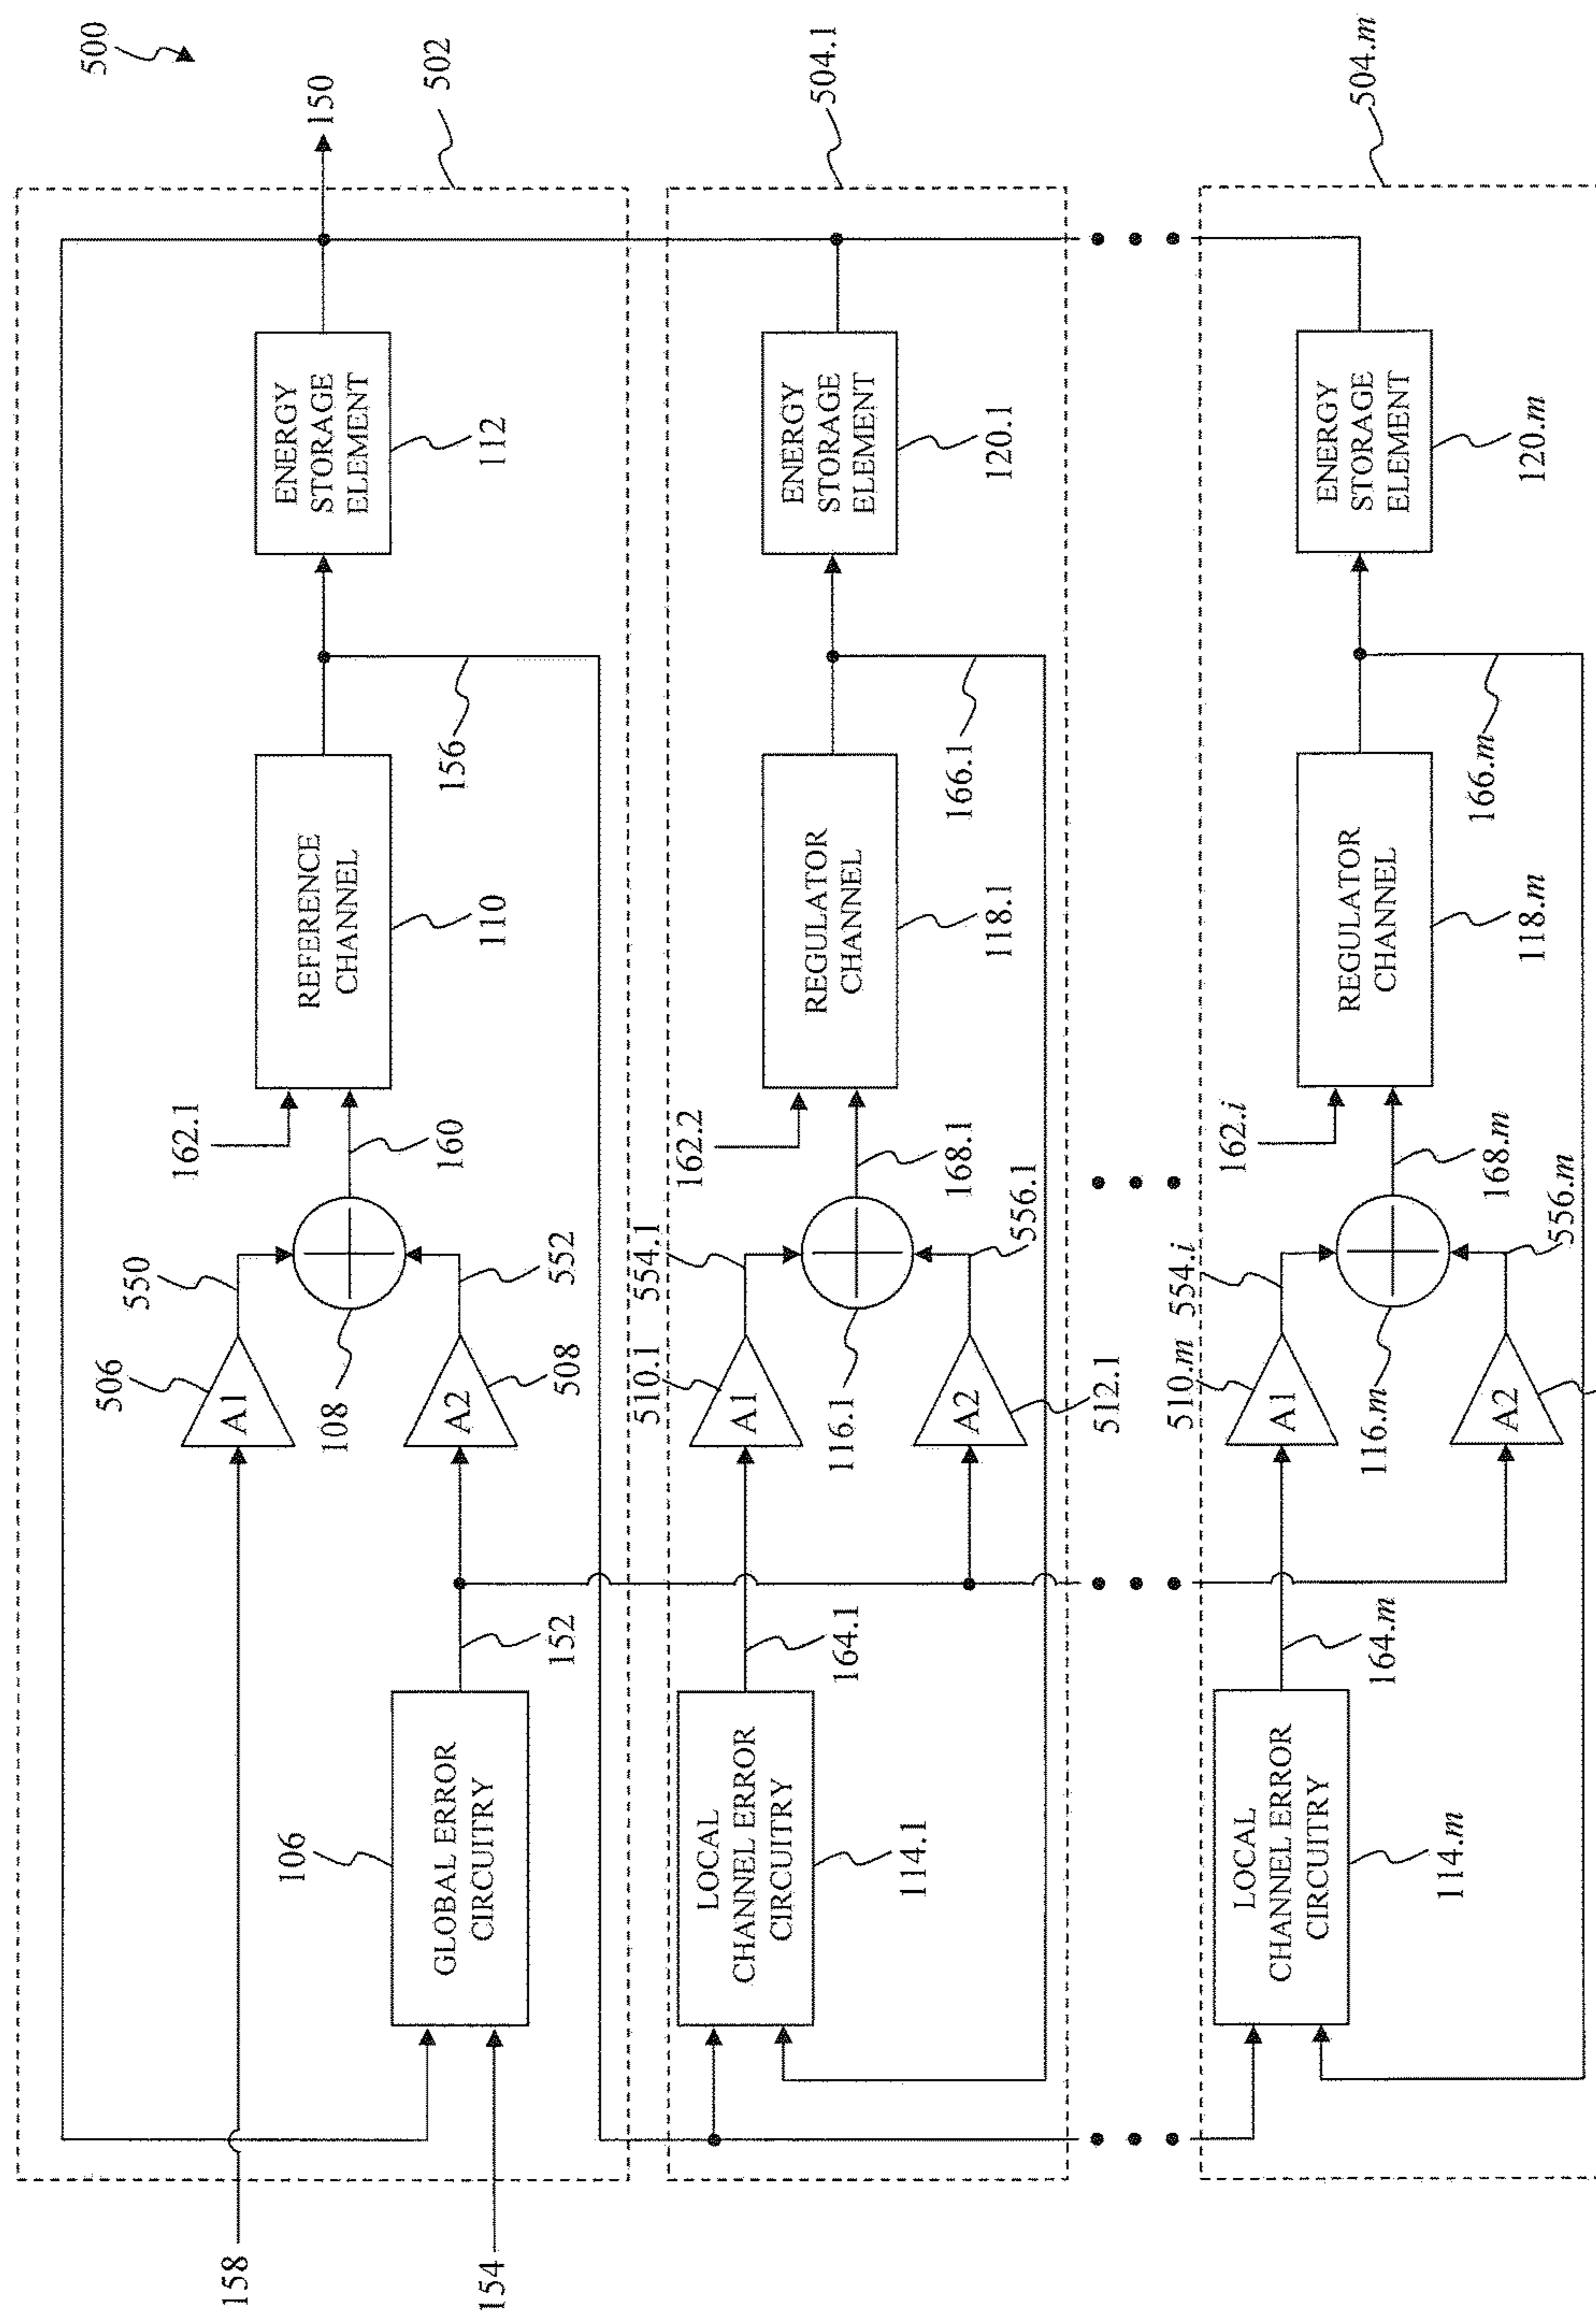 500
150
502
ENERGY
STORAGE
ELEMENT
112
156
REFERENCE
CHANNEL
110
162.1
160
550
552
506
A1
108
A2
508
152
106
GLOBAL ERROR
CIRCUITRY
158
154
504.1
ENERGY
STORAGE
ELEMENT
120.1
166.1
REGULATOR
CHANNEL
118.1
162.2
168.1
554.1
556.1
510.1
A1
116.1
A2
512.1
164.1
LOCAL
CHANNEL ERROR
CIRCUITRY
114.1
504.m
ENERGY
STORAGE
ELEMENT
120.m
166.m
REGULATOR
CHANNEL
118.m
162.i
168.m
554.i
556.m
510.m
A1
116.m
A2
164.m
LOCAL
CHANNEL ERROR
CIRCUITRY
114.m